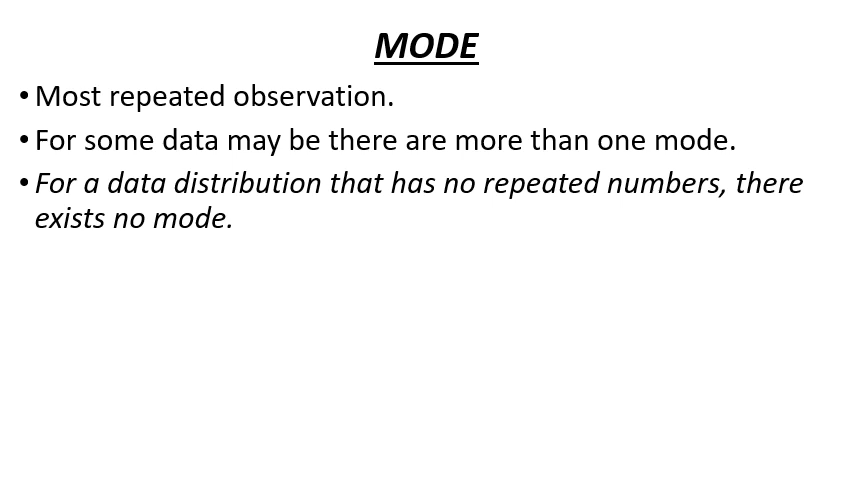 MODE
• Most repeated observation.
• For some data may be there are more than one mode.
• For a data distribution that has no repeated numbers, there
exists no mode.